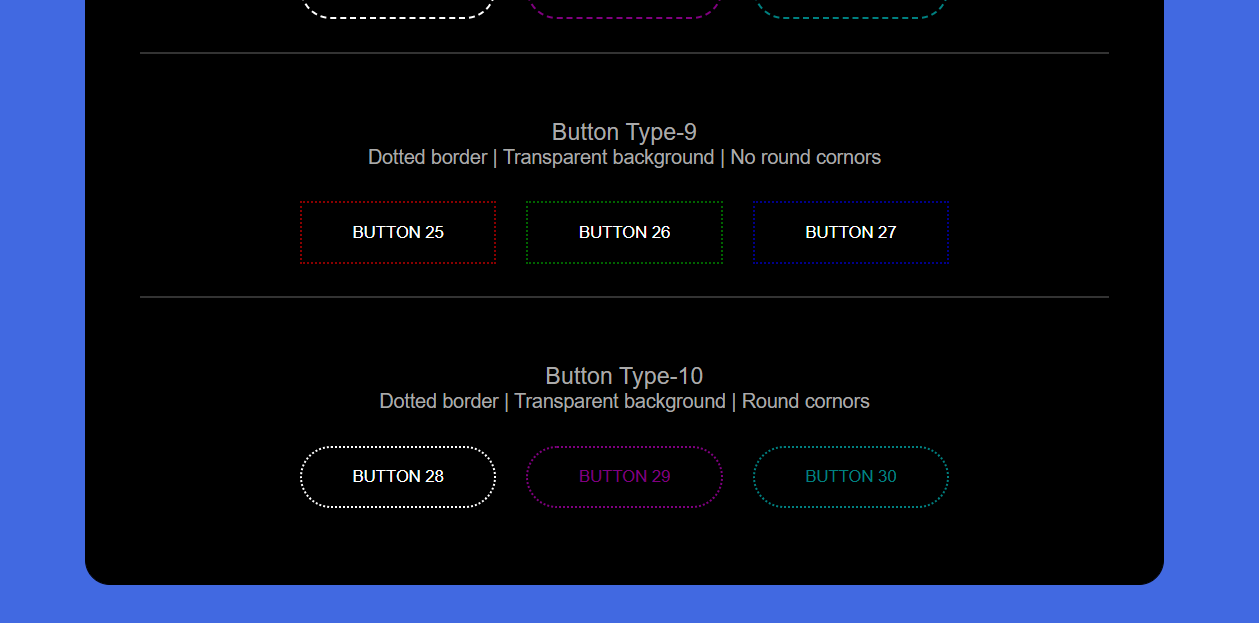 Button Type-9
Dotted border | Transparent background | No round cornors
BUTTON 25 BUTTON 26 BUTTON 27
Button Type-10
Dotted border | Transparent background | Round cornors
BUTTON 28 BUTTON 29 BUTTON 30